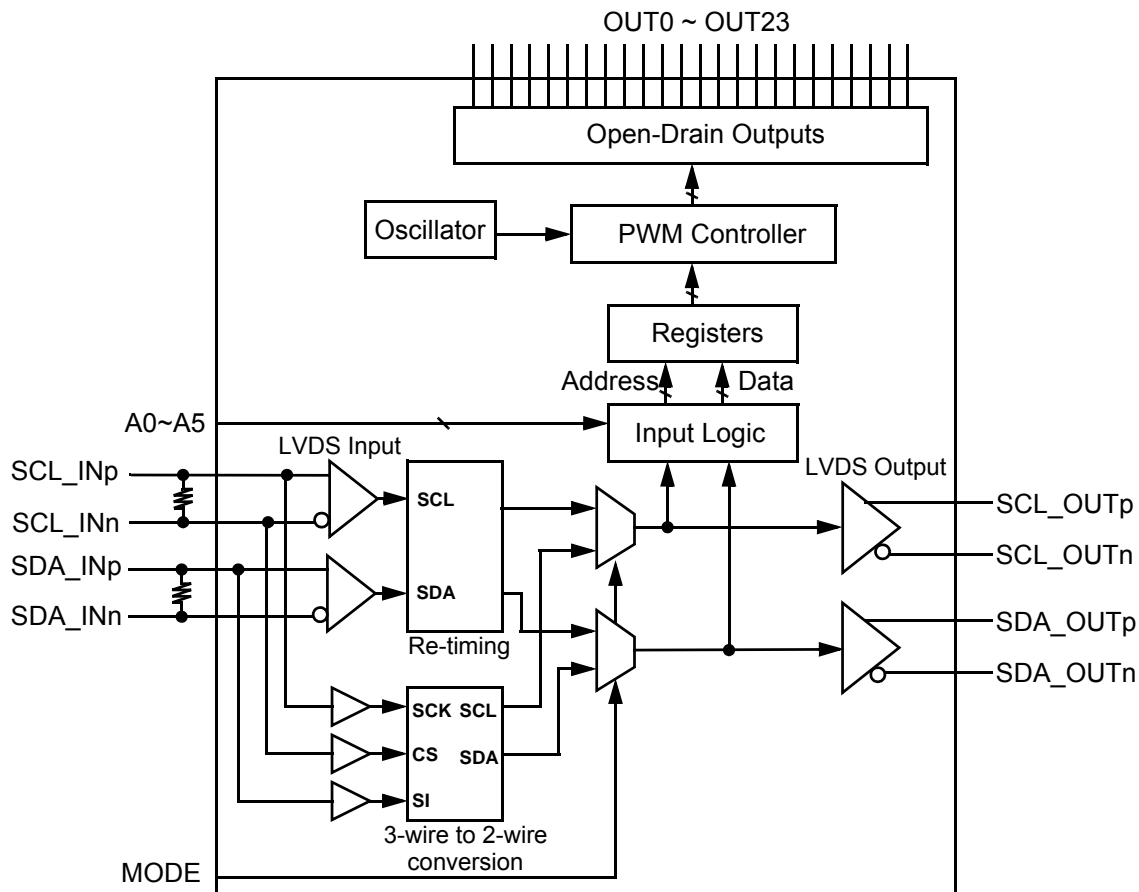 OUT0 ~ OUT23
Open-Drain Outputs
Oscillator
PWM Controller
Registers
Address
Data
A0~A5
Input Logic
LVDS Input
LVDS Output
SCL_INp
SCL
SCL_OUTp
SCL_INn
SCL_OUTn
SDA_INp
SDA
SDA_INn
SDA_OUTp
Re-timing
SDA_OUTn
SCK SCL
CS SDA
SI
3-wire to 2-wire
conversion
MODE